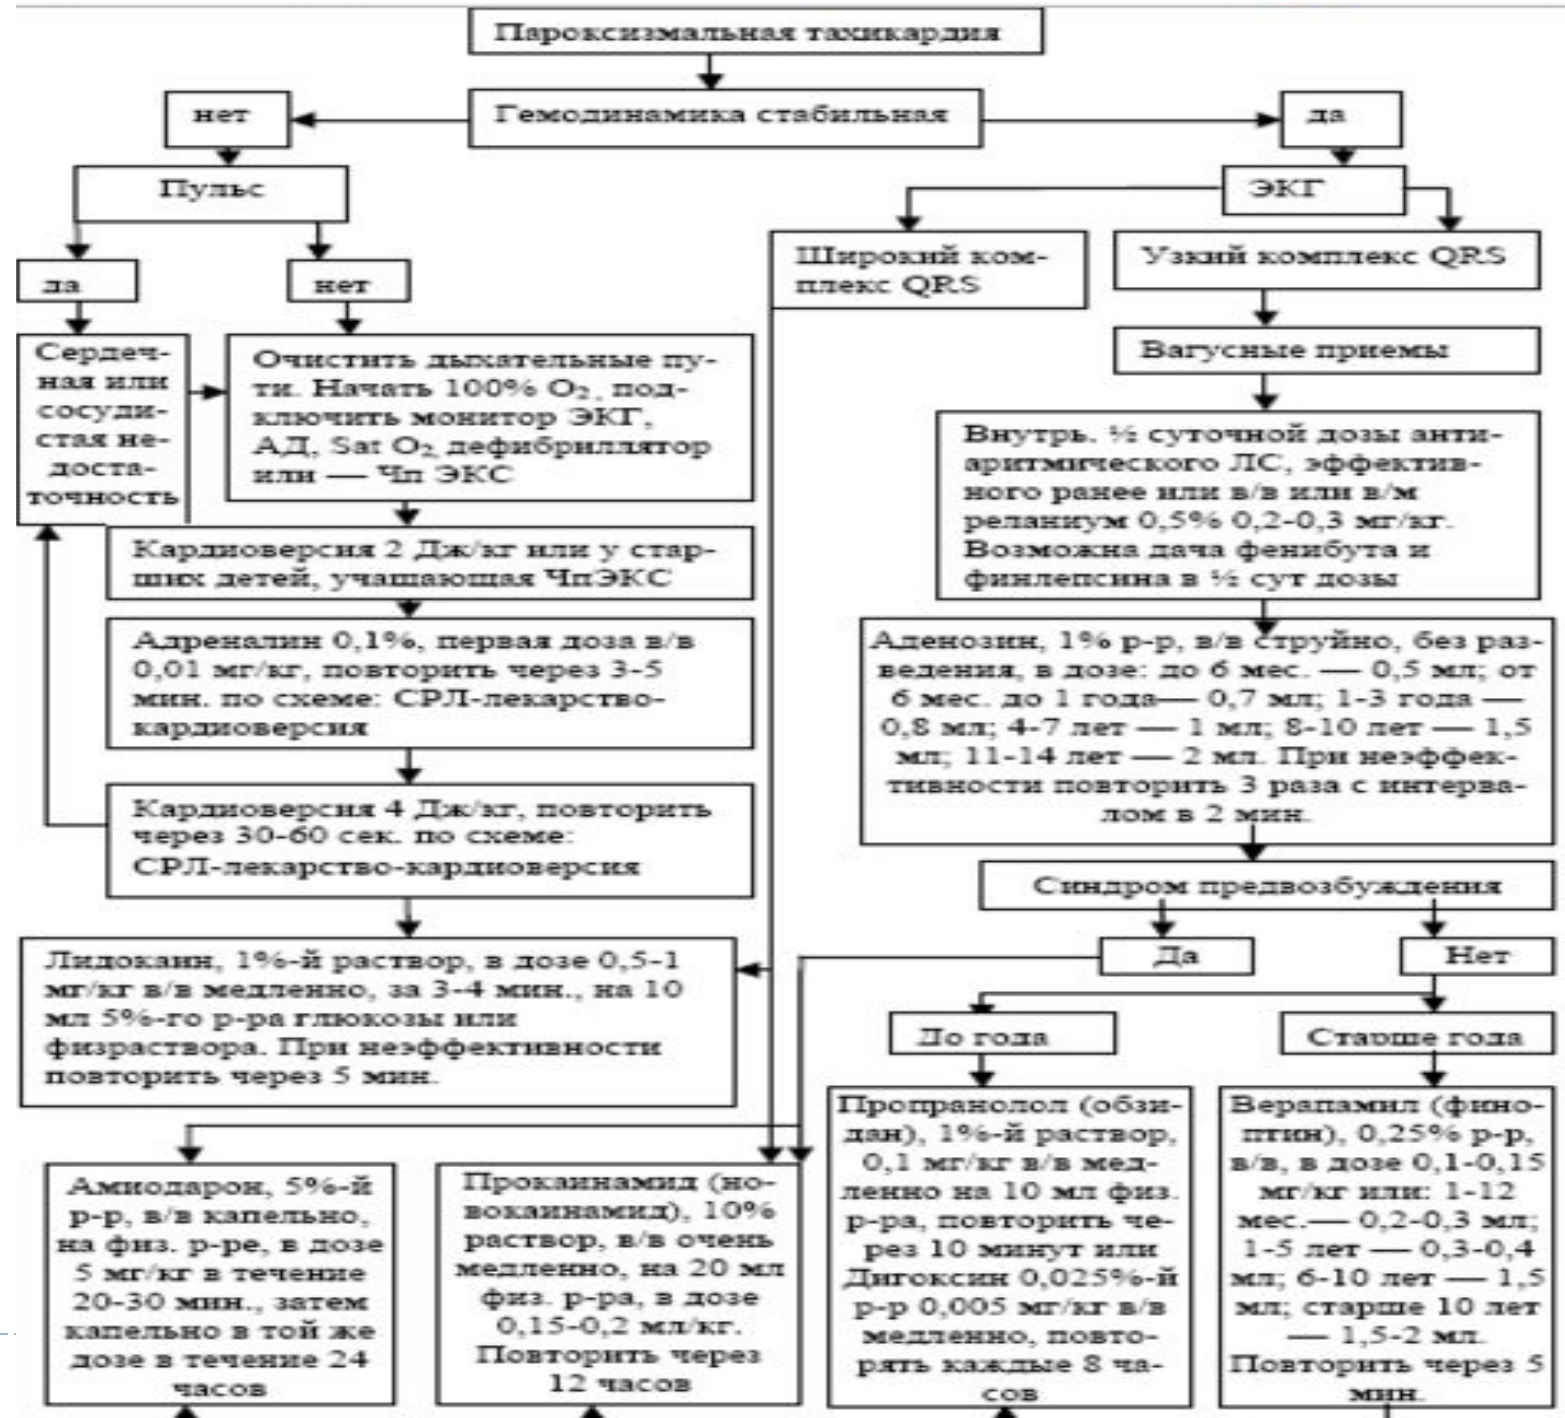 Пароксизмальная тахикардия
нет
Гемодинамика стабильная
да
Пульс
ЭКГ
да
нет
Широкий ком-
плекс QRS
Узкий комплекс QRS
Вагусные приемы
Сердеч-
ная или
сосуди-
стая не-
доста-
точность
Очистить дыхательные пу-
ти. Начать 100% O₂, под-
ключить монитор ЭКГ,
АД, Sat O₂, дефибриллятор
или — Чп ЭКС
Кардиоверсия 2 Дж/кг или у стар-
ших детей, учащающая ЧпЭКС
Адреналин 0,1%, первая доза в/в
0,01 мг/кг, повторить через 3-5
мин. по схеме: СРЛ-лекарство-
кардиоверсия
Кардиоверсия 4 Дж/кг, повторить
через 30-60 сек. по схеме:
СРЛ-лекарство-кардиоверсия
Лидокаин, 1%-й раствор, в дозе 0,5-1
мг/кг в/в медленно, за 3-4 мин., на 10
мл 5%-го р-ра глюкозы или
физраствора. При неэффективности
повторить через 5 мин.
Внутрь. ½ суточной дозы анти-
аритмического ЛС, эффектив-
ного ранее или в/в или в/м
реланиум 0,5% 0,2-0,3 мг/кг.
Возможна дача фенибута и
финлепсина в ½ сут дозы
Аденозин, 1% р-р, в/в струйно, без раз-
ведения, в дозе: до 6 мес. — 0,5 мл; от
6 мес. до 1 года— 0,7 мл; 1-3 года —
0,8 мл; 4-7 лет — 1 мл; 8-10 лет — 1,5
мл; 11-14 лет — 2 мл. При неэффек-
тивности повторить 3 раза с интерва-
лом в 2 мин.
Синдром предвозбуждения
Да
Нет
До года
Старше года
Амиодарон, 5%-й
р-р, в/в капельно,
на физ. р-ре, в дозе
5 мг/кг в течение
20-30 мин., затем
капельно в той же
дозе в течение 24
часов
Прокаинамид (но-
вокаинамид), 10%
раствор, в/в очень
медленно, на 20 мл
физ. р-ра, в дозе
0,15-0,2 мл/кг.
Повторить через
12 часов
Пропранолол (обзи-
дан), 1%-й раствор,
0,1 мг/кг в/в мед-
ленно на 10 мл физ.
р-ра, повторить че-
рез 10 минут или
Дигоксин 0,025%-й
р-р 0,005 мг/кг в/в
медленно, повто-
рять каждые 8 ча-
сов
Верапамил (фино-
птин), 0,25% р-р,
в/в, в дозе 0,1-0,15
мг/кг или: 1-12
мес.— 0,2-0,3 мл;
1-5 лет — 0,3-0,4
мл; 6-10 лет — 1,5
мл; старше 10 лет
— 1,5-2 мл.
Повторить через 5
мин.